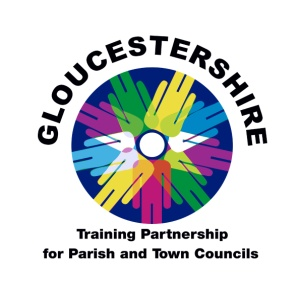 GLOUCESTERSHIRE
Training Partnership
for Parish and Town Councils